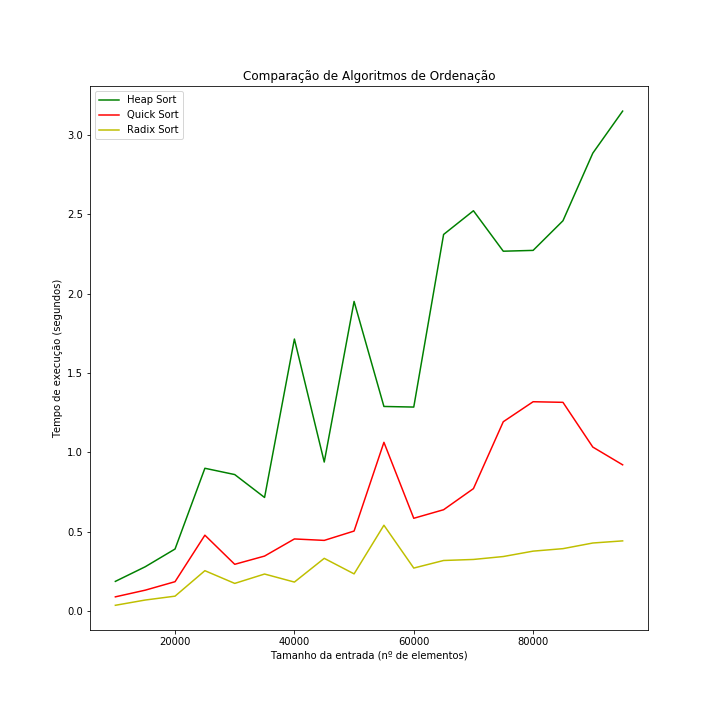 Comparação de Algoritmos de Ordenação
Heap Sort
Quick Sort
Radix Sort
3.0
2.5
2.0
1.5
1.0
0.5
0.0
Tempo de execução (segundos)
20000 40000 60000 80000
Tamanho da entrada (nº de elementos)